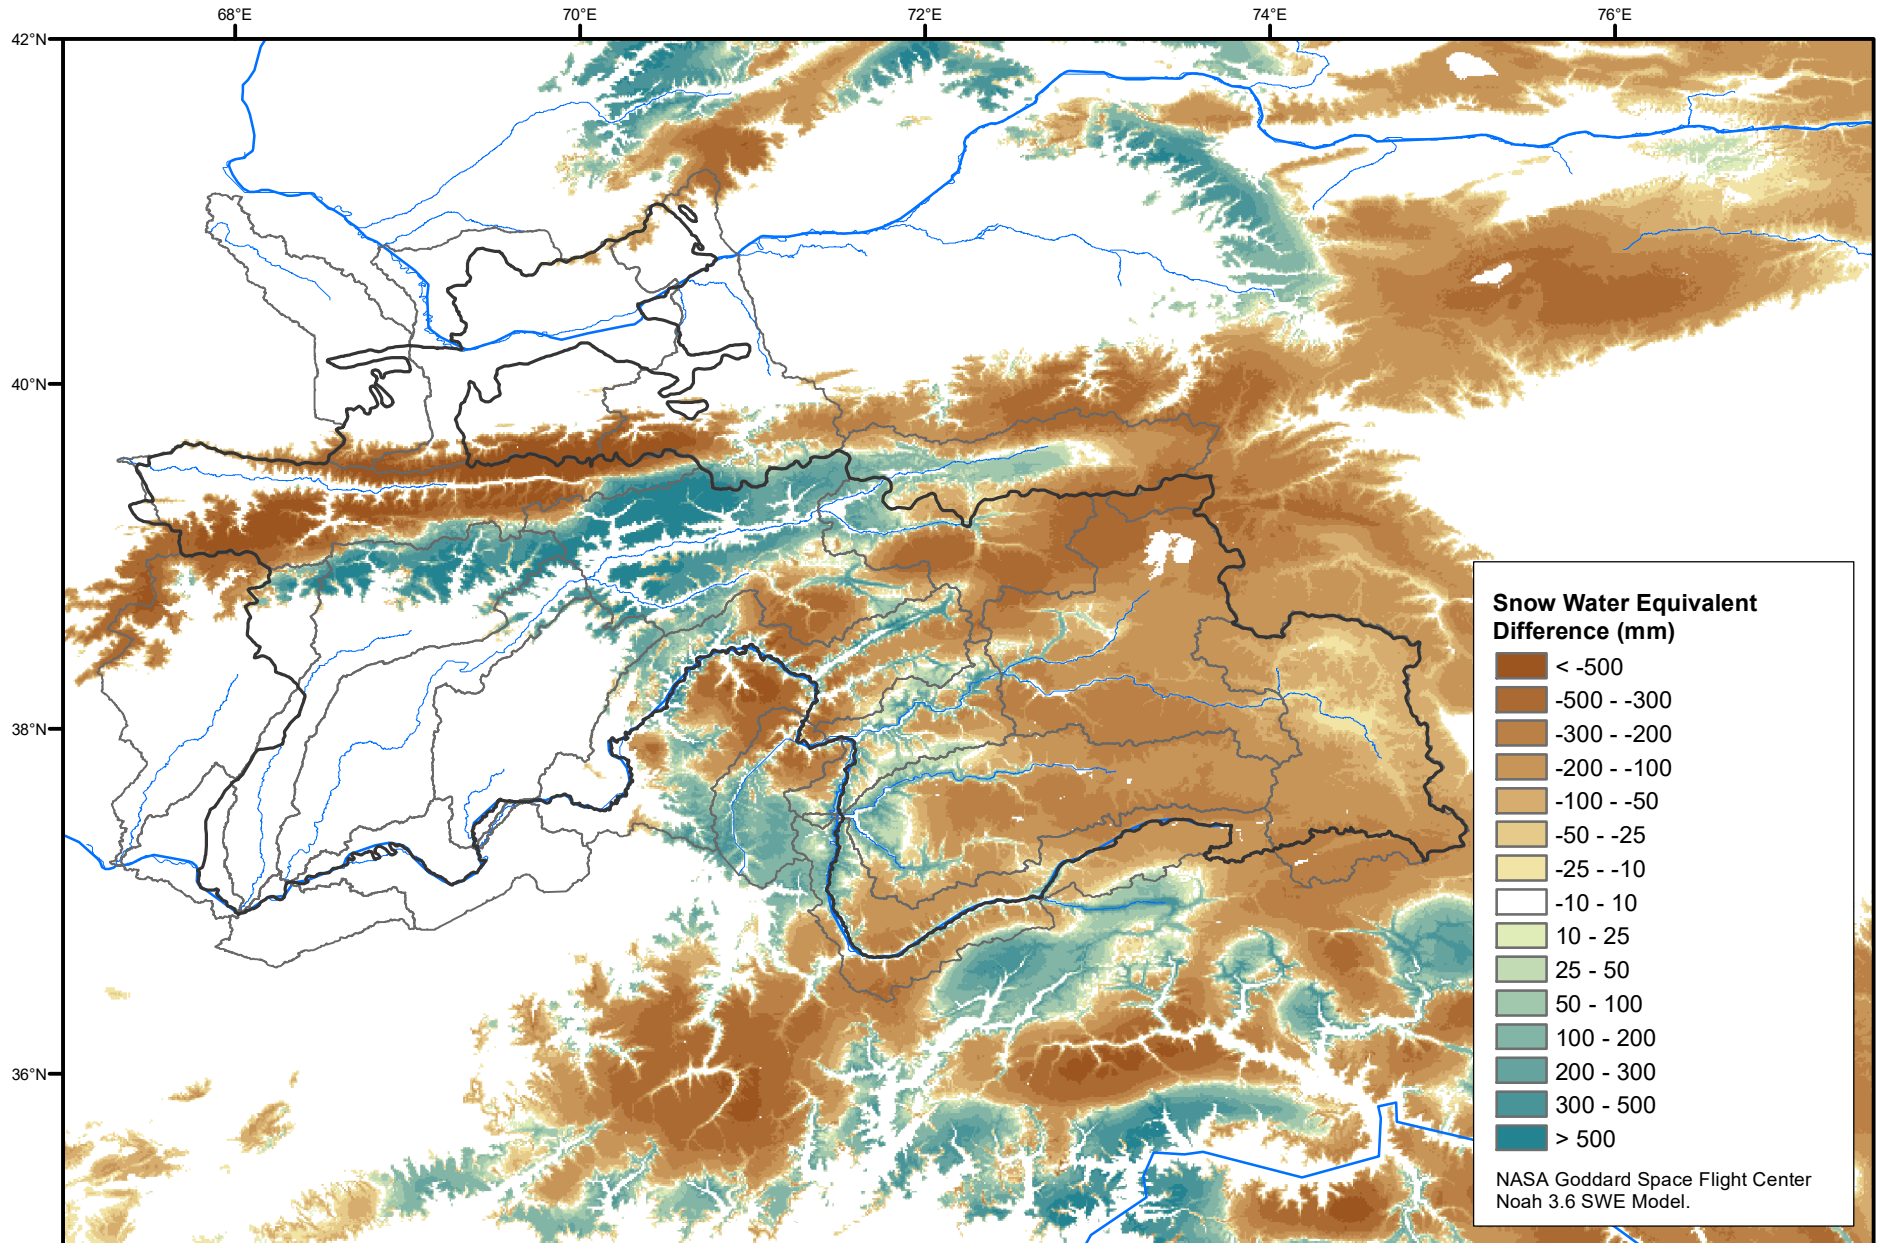 68°E
70°E
72°E
74°E
76°E
42°N
40°N
38°N
36°N
Snow Water Equivalent
Difference (mm)
< -500
-500 - -300
-300 - -200
-200 - -100
-100 - -50
-50 - -25
-25 - -10
-10 - 10
10 - 25
25 - 50
50 - 100
100 - 200
200 - 300
300 - 500
> 500
NASA Goddard Space Flight Center
Noah 3.6 SWE Model.